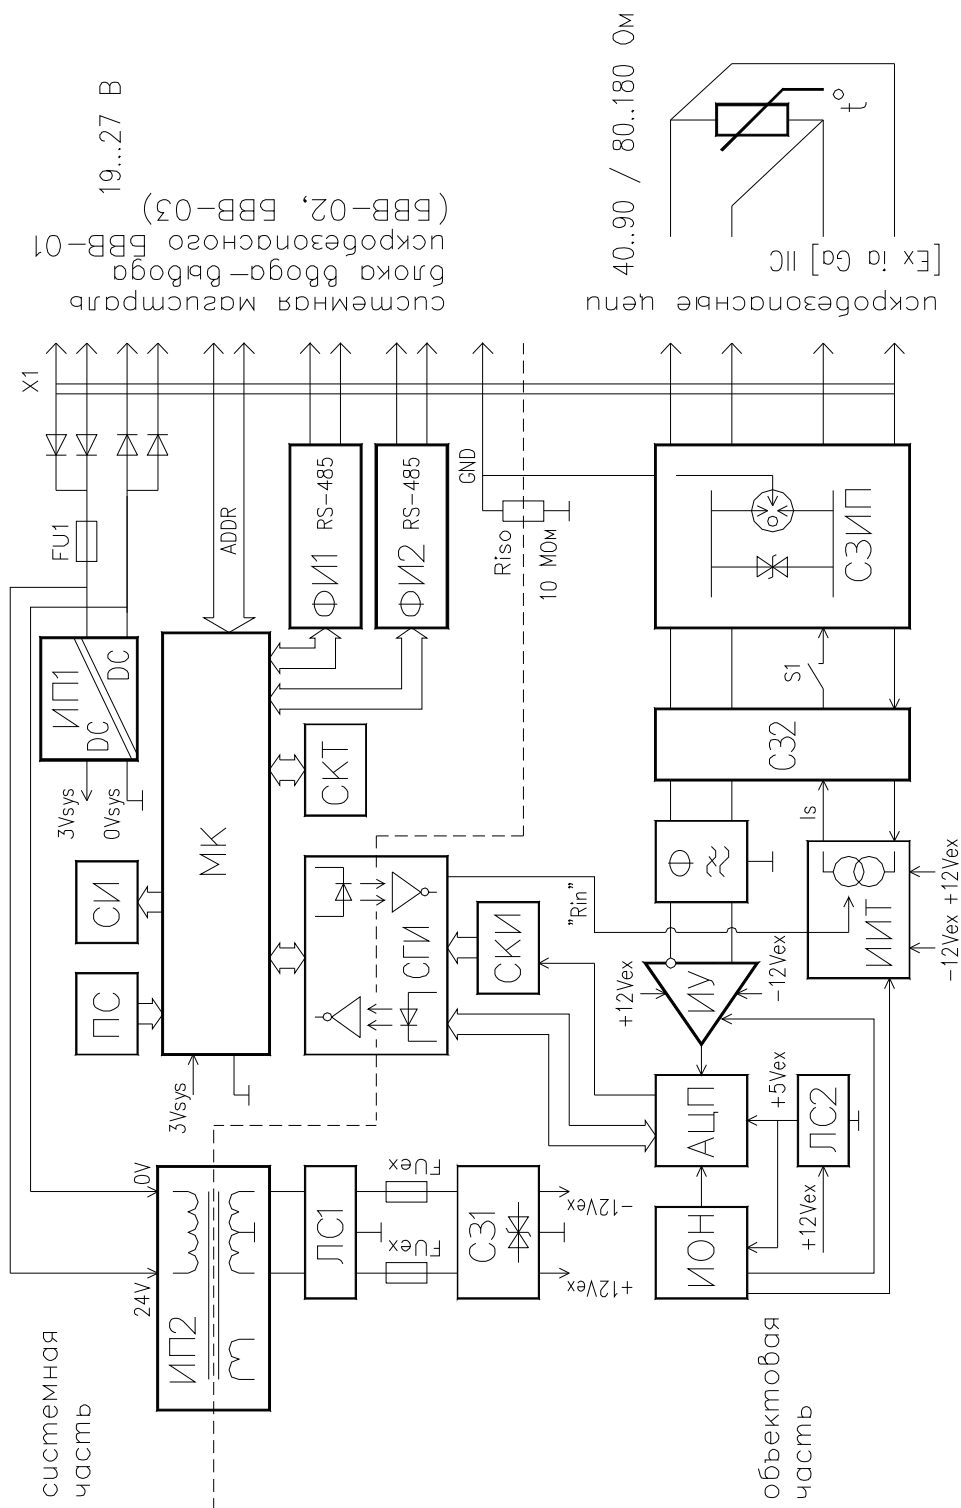 системная
часть
объектовая
часть
24V
0V
ИП2
ЛС1
FUex
FUex
СЗ1
+12Vex
−12Vex
ИОН
+12Vex
ЛС2
+5Vex
АЦП
3Vsys
ПС
СИ
МК
3Vsys
0Vsys
ИП1
DC
DC
FU1
X1
19...27 В
СГИ
СКИ
СКТ
"Rin"
+12Vex
−12Vex
ИУ
Ф
ИИТ
−12Vex
+12Vex
Is
СЗ2
S1
СЗИП
ADDR
ФИ1 RS-485
ФИ2 RS-485
GND
Riso
10 МОм
системная магистраль
блока ввода-вывода
искробезопасного БВВ-01
(БВВ-02, БВВ-03)
искробезопасные цепи
[Ex ia Ga] IIC
40..90 / 80..180 Ом
t°